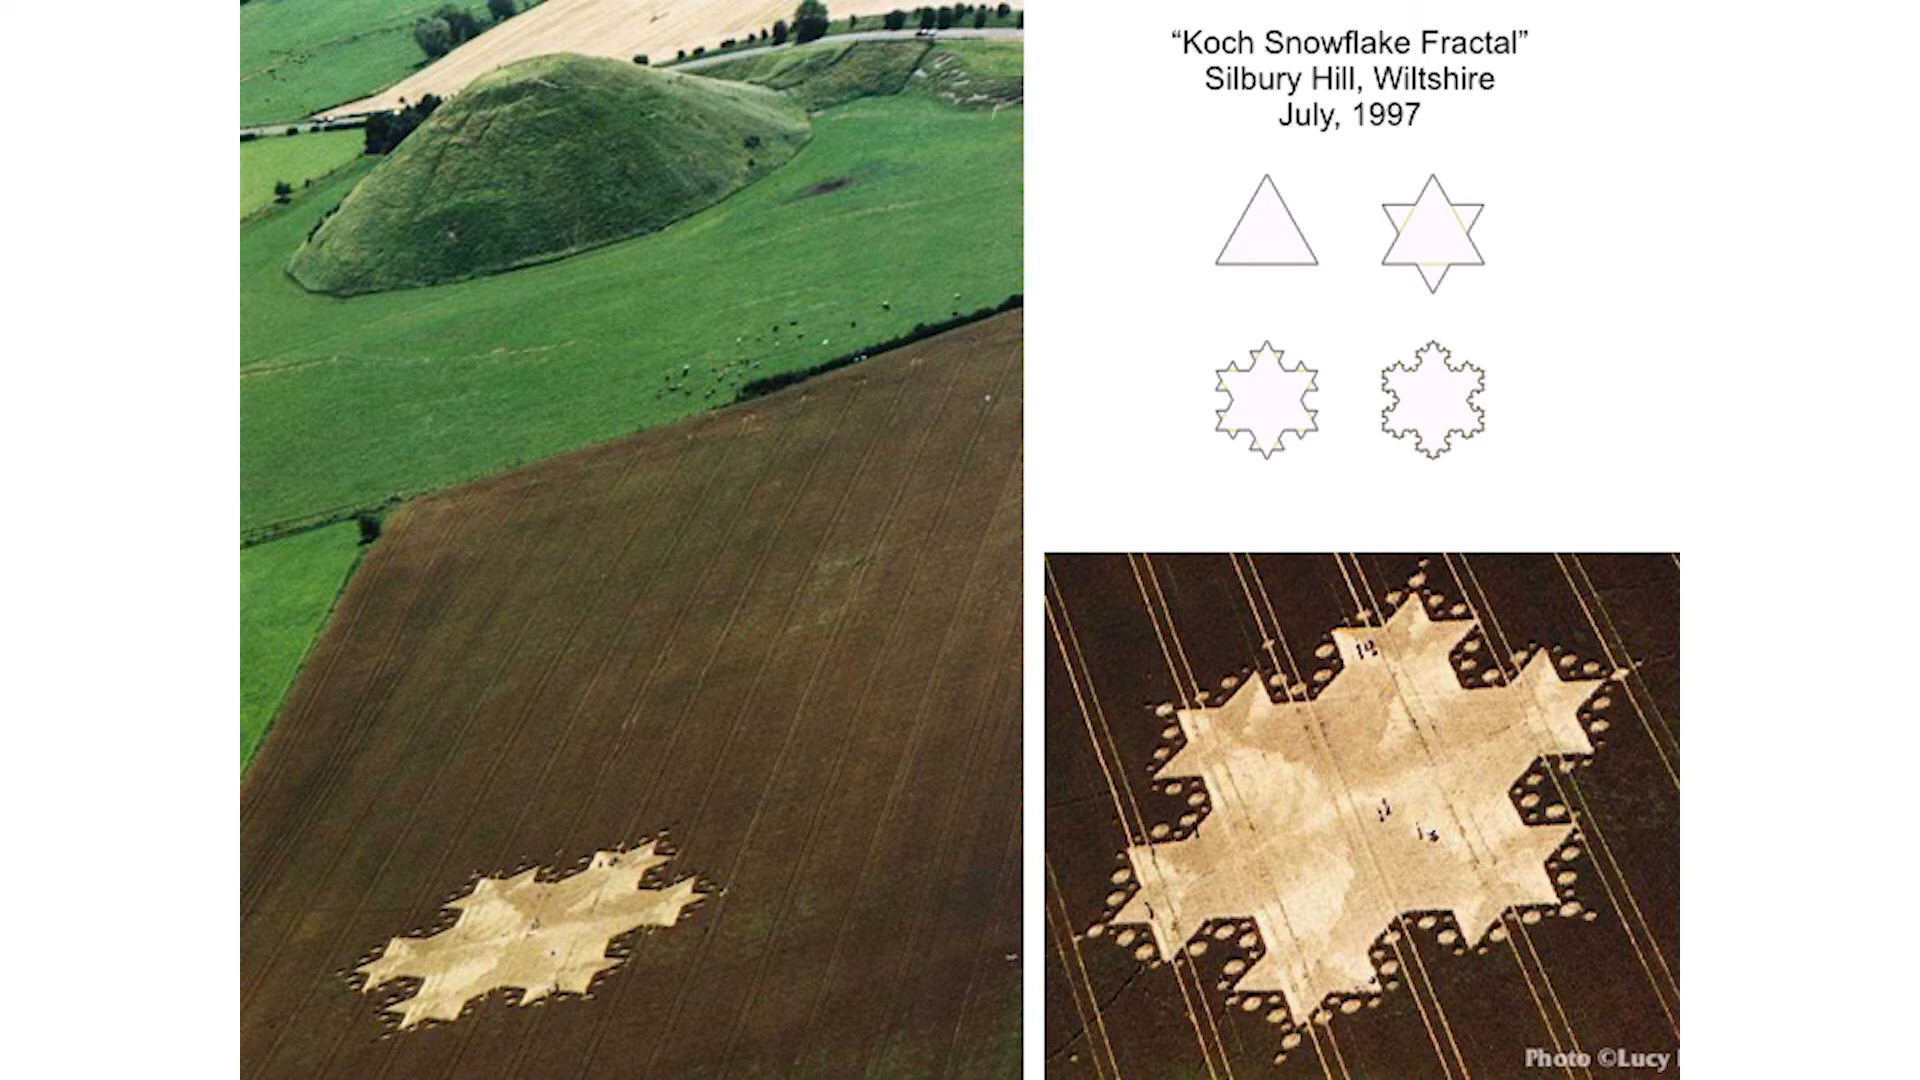 “Koch Snowflake Fractal”
Silbury Hill, Wiltshire
July, 1997
Photo ©Lucy